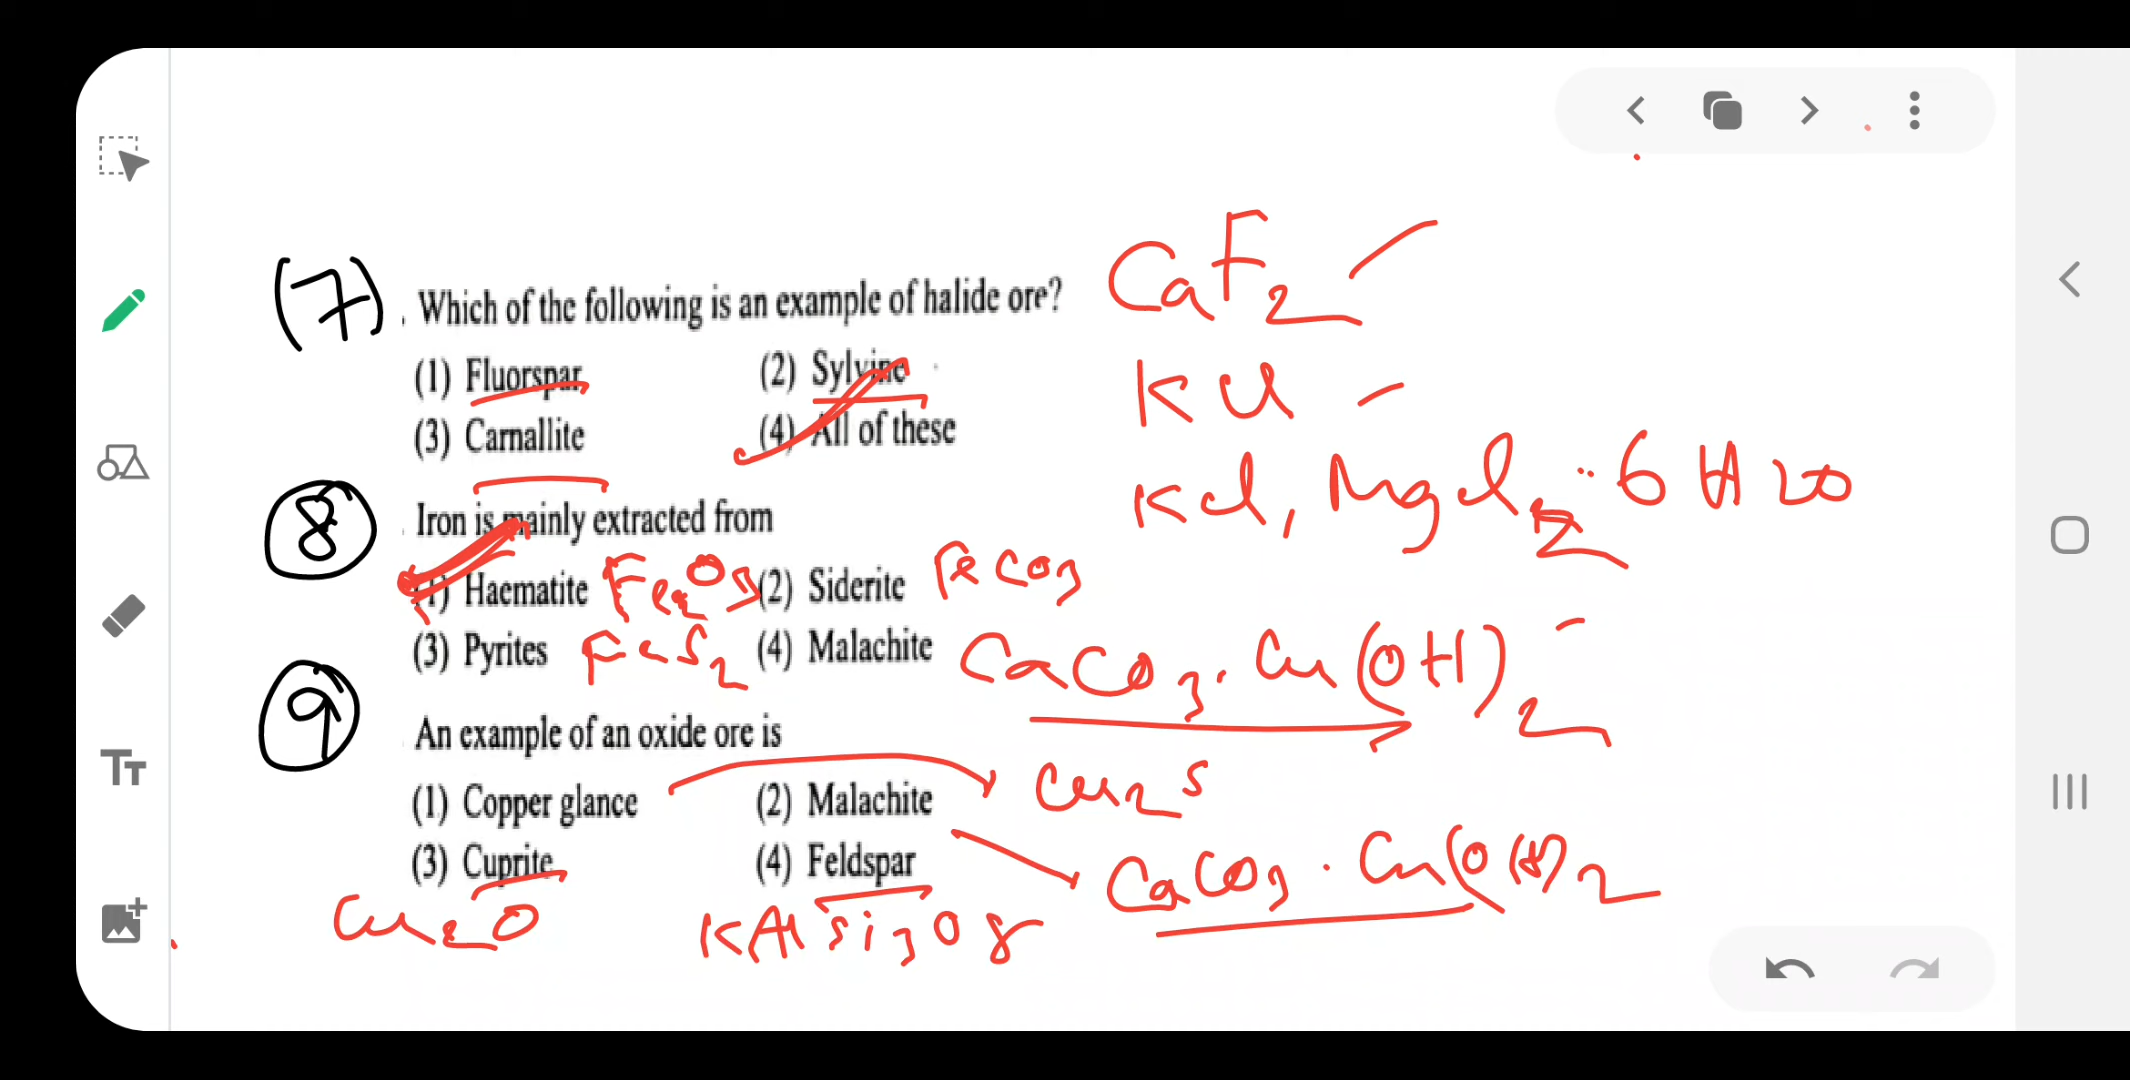 (7) . Which of the following is an example of halide ore? CaF2
(1) Fluorspar (2) Sylvine KCl
(3) Carnallite (4) All of these KCl, MgCl2 . 6H2O
8 . Iron is mainly extracted from
(1) Haematite Fe2O3 (2) Siderite FeCO3
(3) Pyrites FeS2 (4) Malachite CaCO3 . Cu(OH)2
9 An example of an oxide ore is
(1) Copper glance (2) Malachite Cu2S
(3) Cuprite (4) Feldspar CaCO3 . Cu(OH)2
Cu2O KAlSi3O8
TT